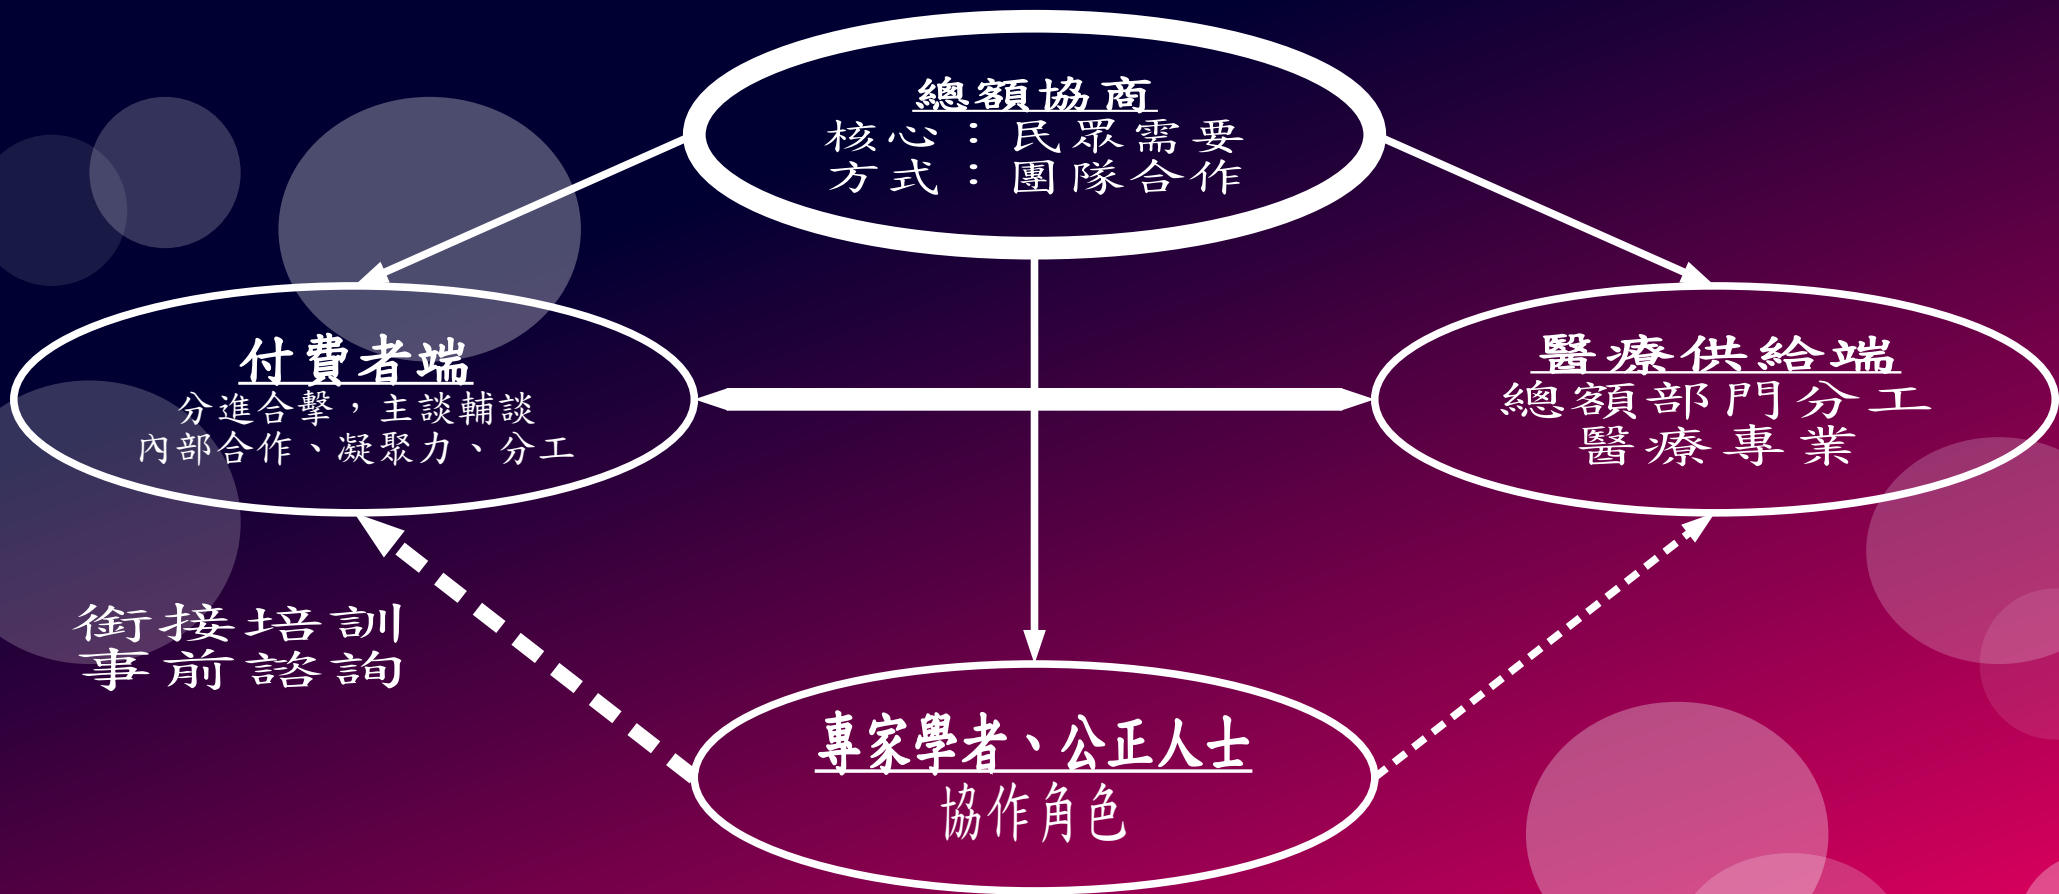 總額協商
核心：民眾需要
方式：團隊合作
付費者端
分進合擊，主談輔談
內部合作、凝聚力、分工
醫療供給端
總額部門分工
醫療專業
銜接培訓
事前諮詢
專家學者、公正人士
協作角色